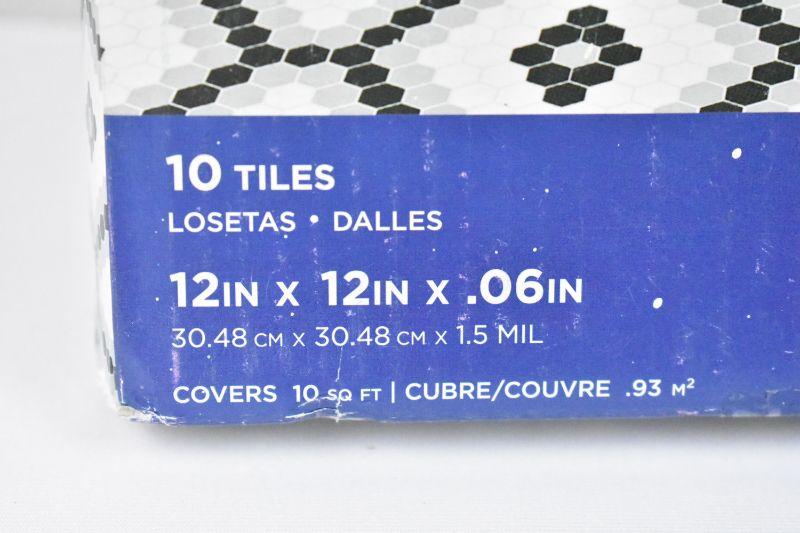 10 TILES
LOSETAS • DALLES
12IN X 12IN X .06IN
30.48 CM X 30.48 CM X 1.5 MIL
COVERS 10 SQ FT | CUBRE/COUVRE .93 M²